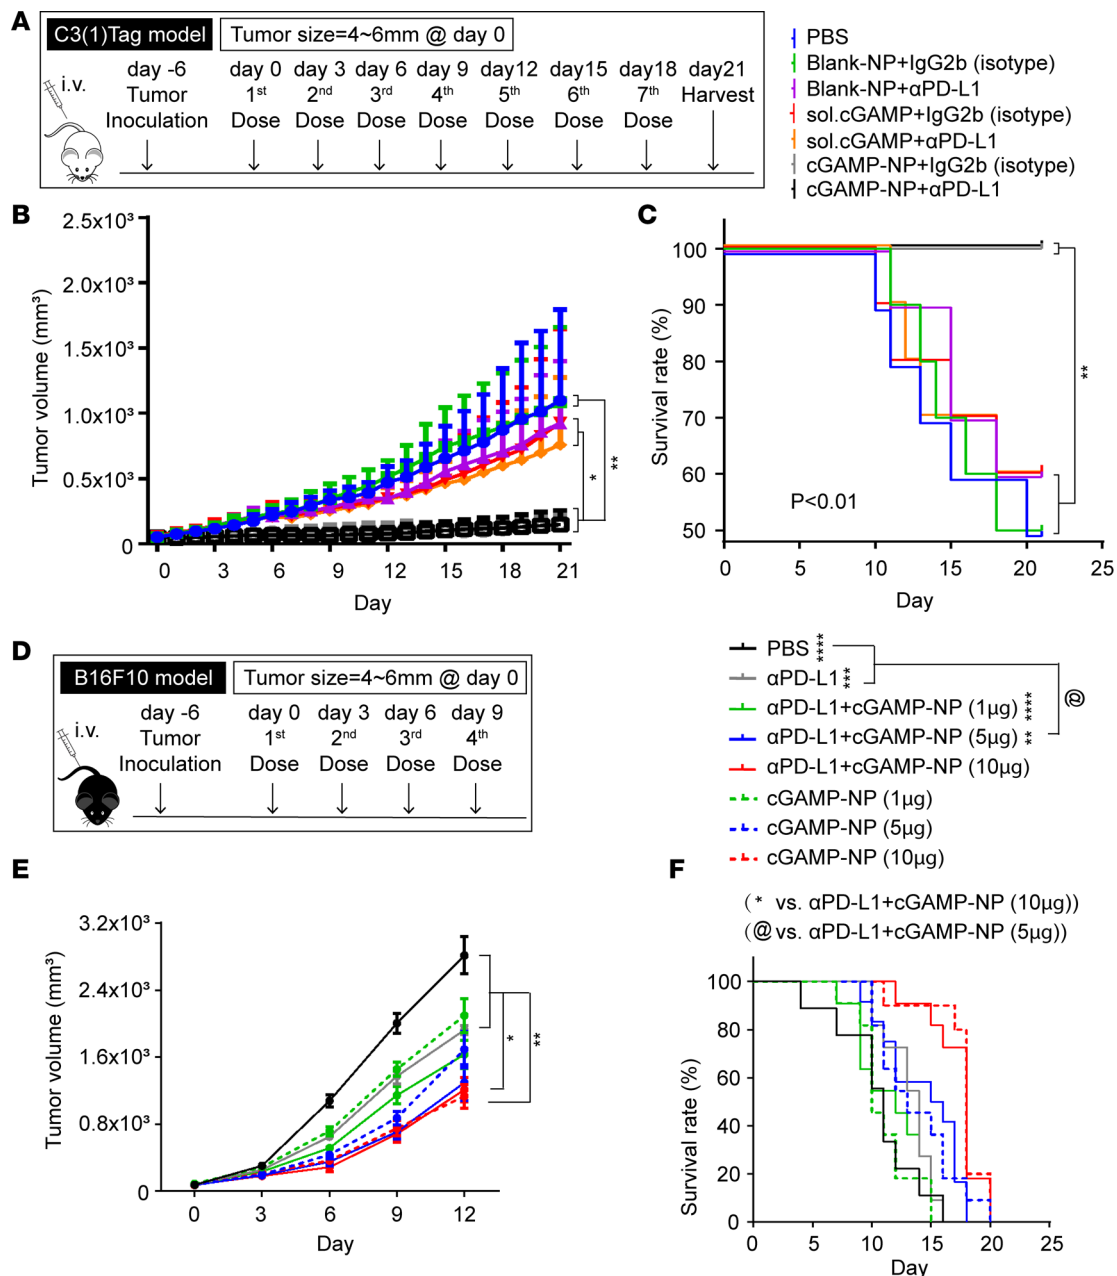 A
C3(1)Tag model
Tumor size=4~6mm @ day 0
i.v.
day -6
Tumor
Inoculation
day 0
1st
Dose
day 3
2nd
Dose
day 6
3rd
Dose
day 9
4th
Dose
day12
5th
Dose
day15
6th
Dose
day18
7th
Dose
day21
Harvest
PBS
Blank-NP+IgG2b (isotype)
Blank-NP+αPD-L1
sol.cGAMP+IgG2b (isotype)
sol.cGAMP+αPD-L1
cGAMP-NP+IgG2b (isotype)
cGAMP-NP+αPD-L1
B
Tumor volume (mm³)
2.5x10³
2.0x10³
1.5x10³
1.0x10³
0.5x10³
0
0 3 6 9 12 15 18 21
Day
*
**
C
Survival rate (%)
100
90
80
70
60
50
P<0.01
**
0 5 10 15 20 25
Day
D
B16F10 model
Tumor size=4~6mm @ day 0
i.v.
day -6
Tumor
Inoculation
day 0
1st
Dose
day 3
2nd
Dose
day 6
3rd
Dose
day 9
4th
Dose
PBS ****
αPD-L1 ***
αPD-L1+cGAMP-NP (1µg) ****
αPD-L1+cGAMP-NP (5µg) **
αPD-L1+cGAMP-NP (10µg)
cGAMP-NP (1µg)
cGAMP-NP (5µg)
cGAMP-NP (10µg)
@
E
Tumor volume (mm³)
3.2x10³
2.4x10³
1.6x10³
0.8x10³
0
0 3 6 9 12
Day
*
**
F
(* vs. αPD-L1+cGAMP-NP (10µg))
(@ vs. αPD-L1+cGAMP-NP (5µg))
Survival rate (%)
100
80
60
40
20
0
0 5 10 15 20 25
Day